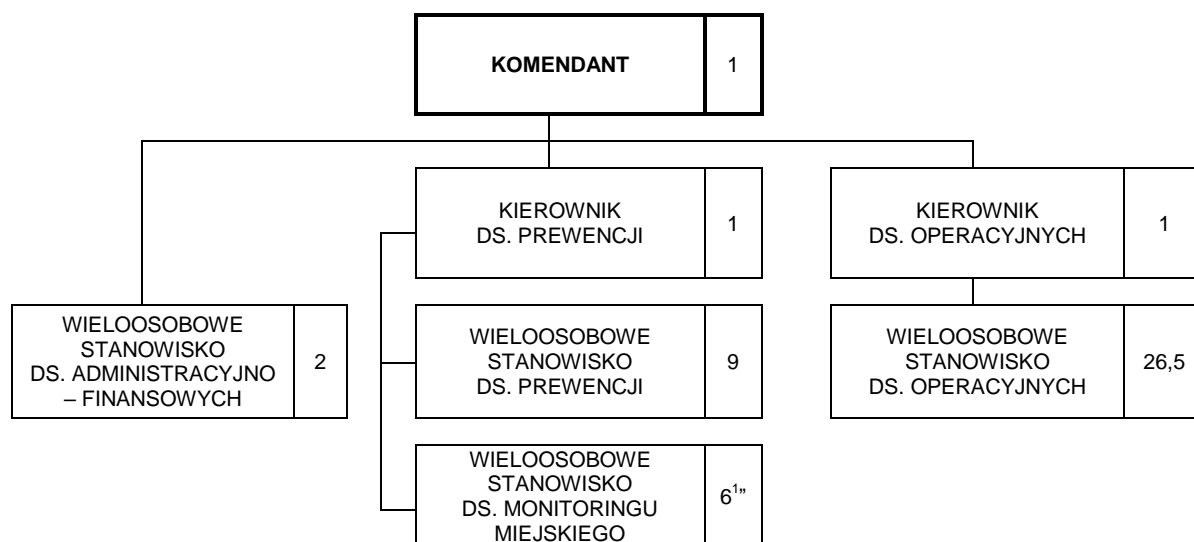 KOMENDANT
1
KIEROWNIK
DS. PREWENCJI
1
KIEROWNIK
DS. OPERACYJNYCH
1
WIELOOSOBOWE
STANOWISKO
DS. ADMINISTRACYJNO
– FINANSOWYCH
2
WIELOOSOBOWE
STANOWISKO
DS. PREWENCJI
9
WIELOOSOBOWE
STANOWISKO
DS. OPERACYJNYCH
26,5
WIELOOSOBOWE
STANOWISKO
DS. MONITORINGU
MIEJSKIEGO
6¹”